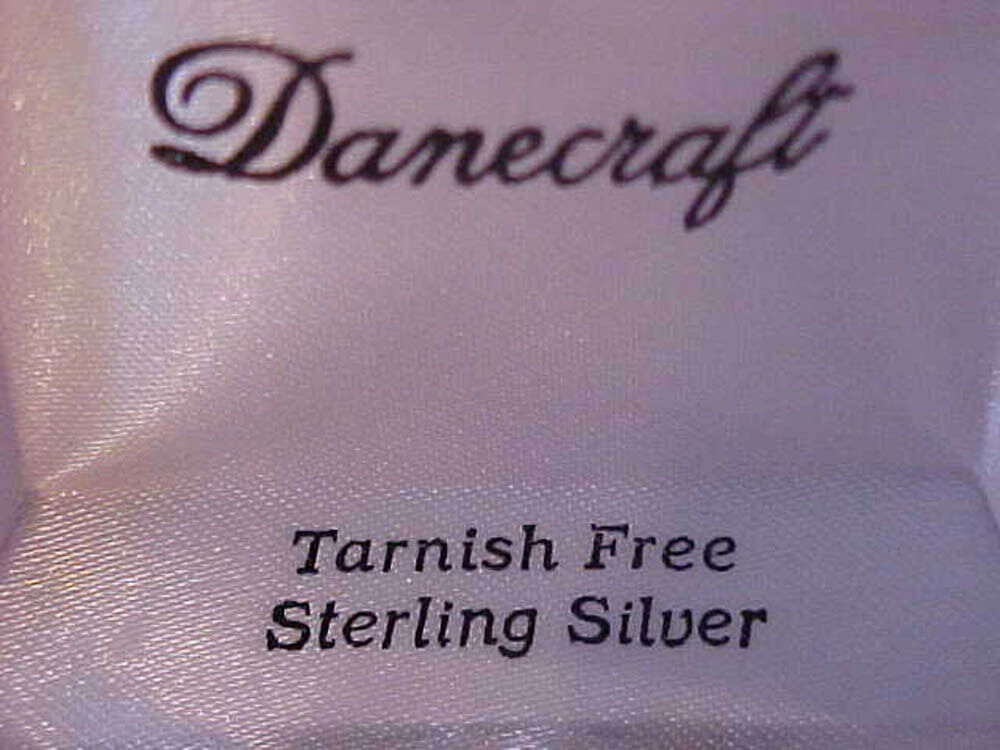 Danecraft
Tarnish Free
Sterling Silver